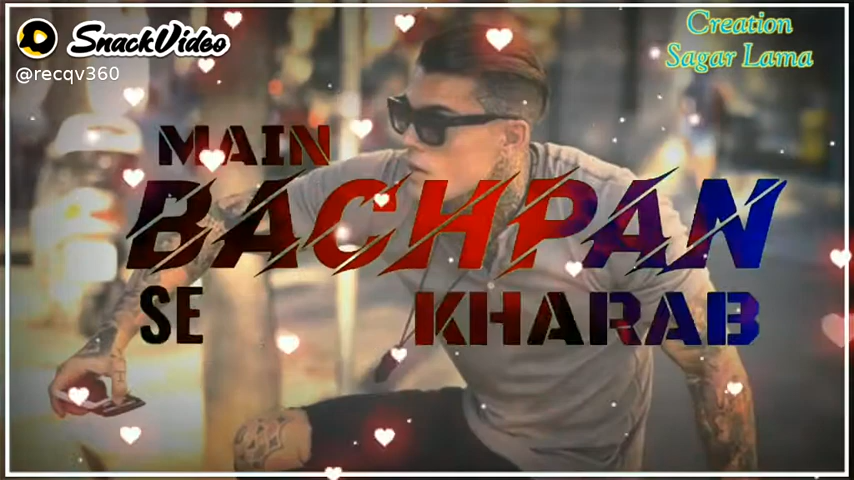 SnackVideo
@recqv360
Creation
Sagar Lama
MAIN
BACHPAN
SE KHARAB